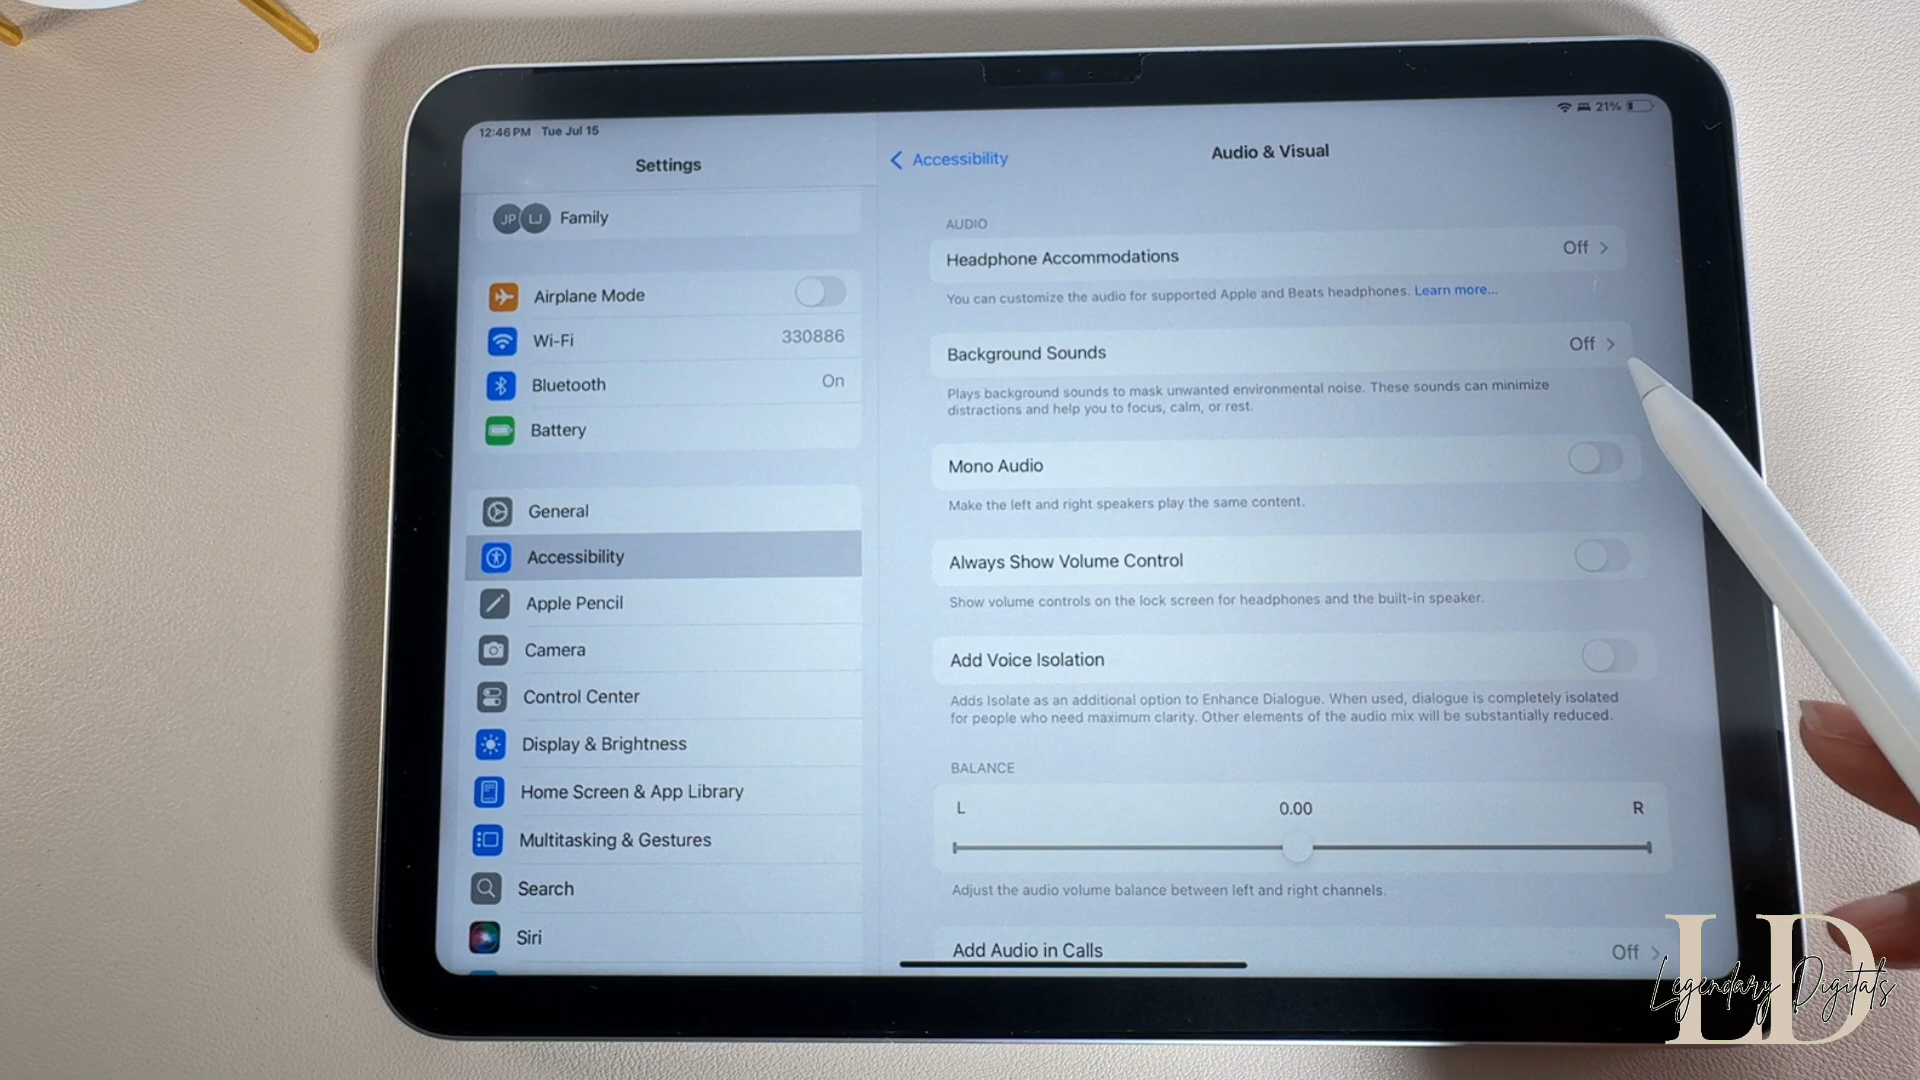 12:46 PM Tue Jul 15
21%
Settings
JP LJ Family
Airplane Mode
Wi-Fi 330886
Bluetooth On
Battery
General
Accessibility
Apple Pencil
Camera
Control Center
Display & Brightness
Home Screen & App Library
Multitasking & Gestures
Search
Siri
Accessibility
Audio & Visual
AUDIO
Headphone Accommodations Off
You can customize the audio for supported Apple and Beats headphones. Learn more...
Background Sounds Off
Plays background sounds to mask unwanted environmental noise. These sounds can minimize
distractions and help you to focus, calm, or rest.
Mono Audio
Make the left and right speakers play the same content.
Always Show Volume Control
Show volume controls on the lock screen for headphones and the built-in speaker.
Add Voice Isolation
Adds Isolate as an additional option to Enhance Dialogue. When used, dialogue is completely isolated
for people who need maximum clarity. Other elements of the audio mix will be substantially reduced.
BALANCE
L 0.00 R
Adjust the audio volume balance between left and right channels.
Add Audio in Calls Off
LD
Legendary Digitals